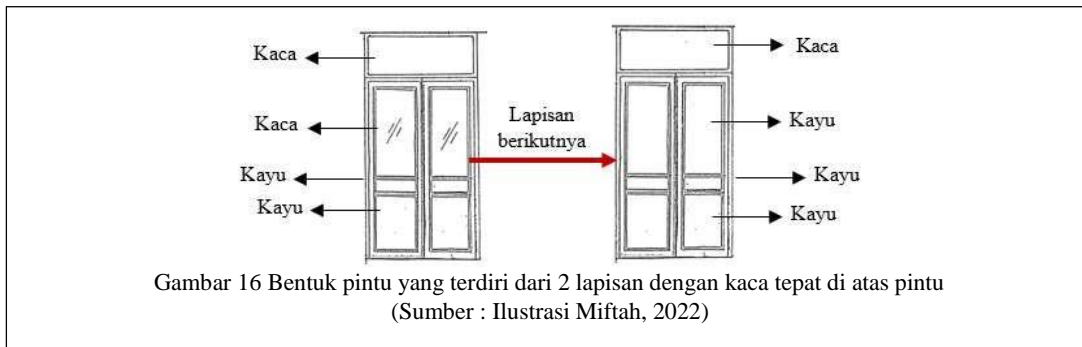 Kaca
Kaca
Kayu
Kayu
Lapisan
berikutnya
Kaca
Kayu
Kayu
Kayu
Gambar 16 Bentuk pintu yang terdiri dari 2 lapisan dengan kaca tepat di atas pintu
(Sumber : Ilustrasi Miftah, 2022)